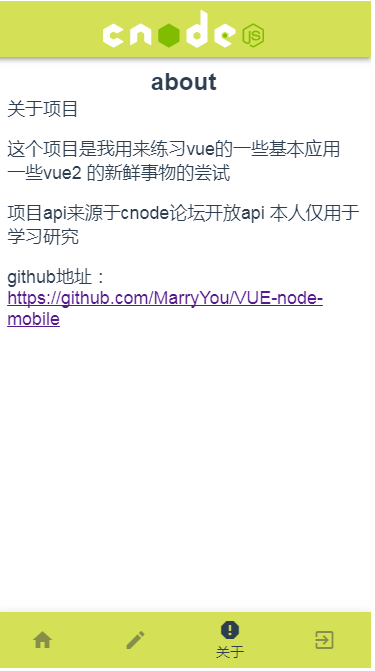 cnode JS
about
关于项目
这个项目是我用来练习vue的一些基本应用
一些vue2 的新鲜事物的尝试
项目api来源于cnode论坛开放api 本人仅用于
学习研究
github地址：
https://github.com/MarryYou/VUE-node-
mobile
关于